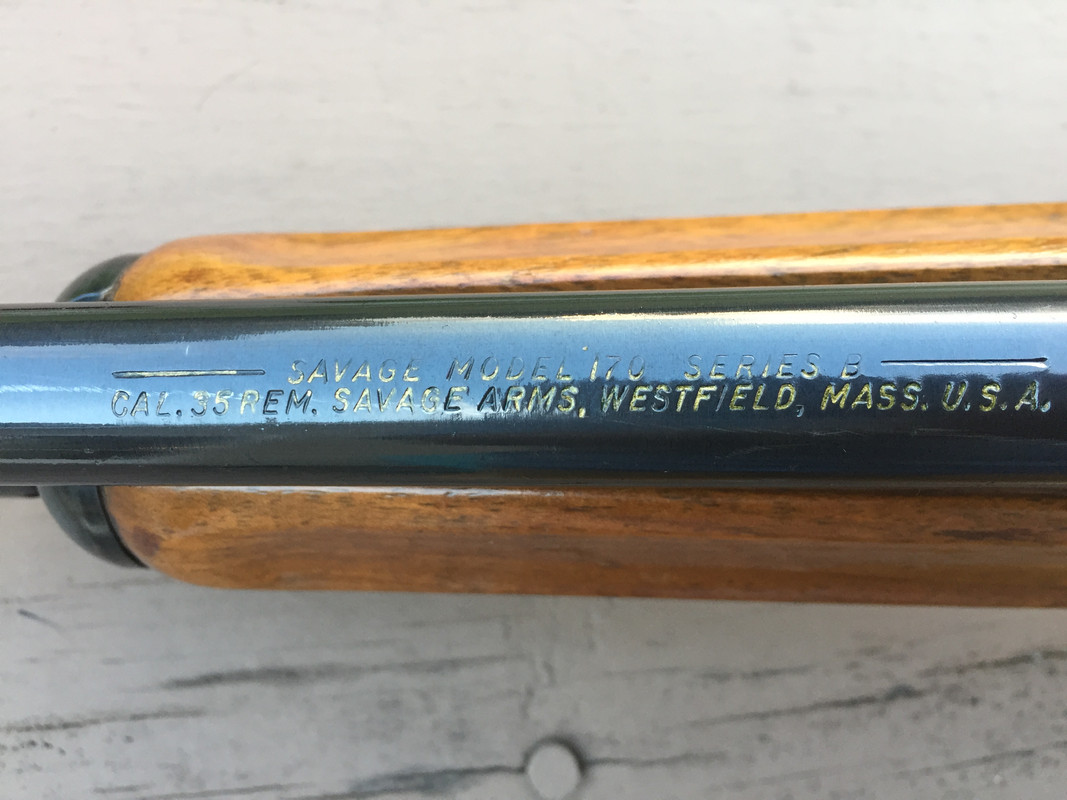 SAVAGE MODEL 170 SERIES B
CAL. 35 REM. SAVAGE ARMS, WESTFIELD, MASS. U.S.A.